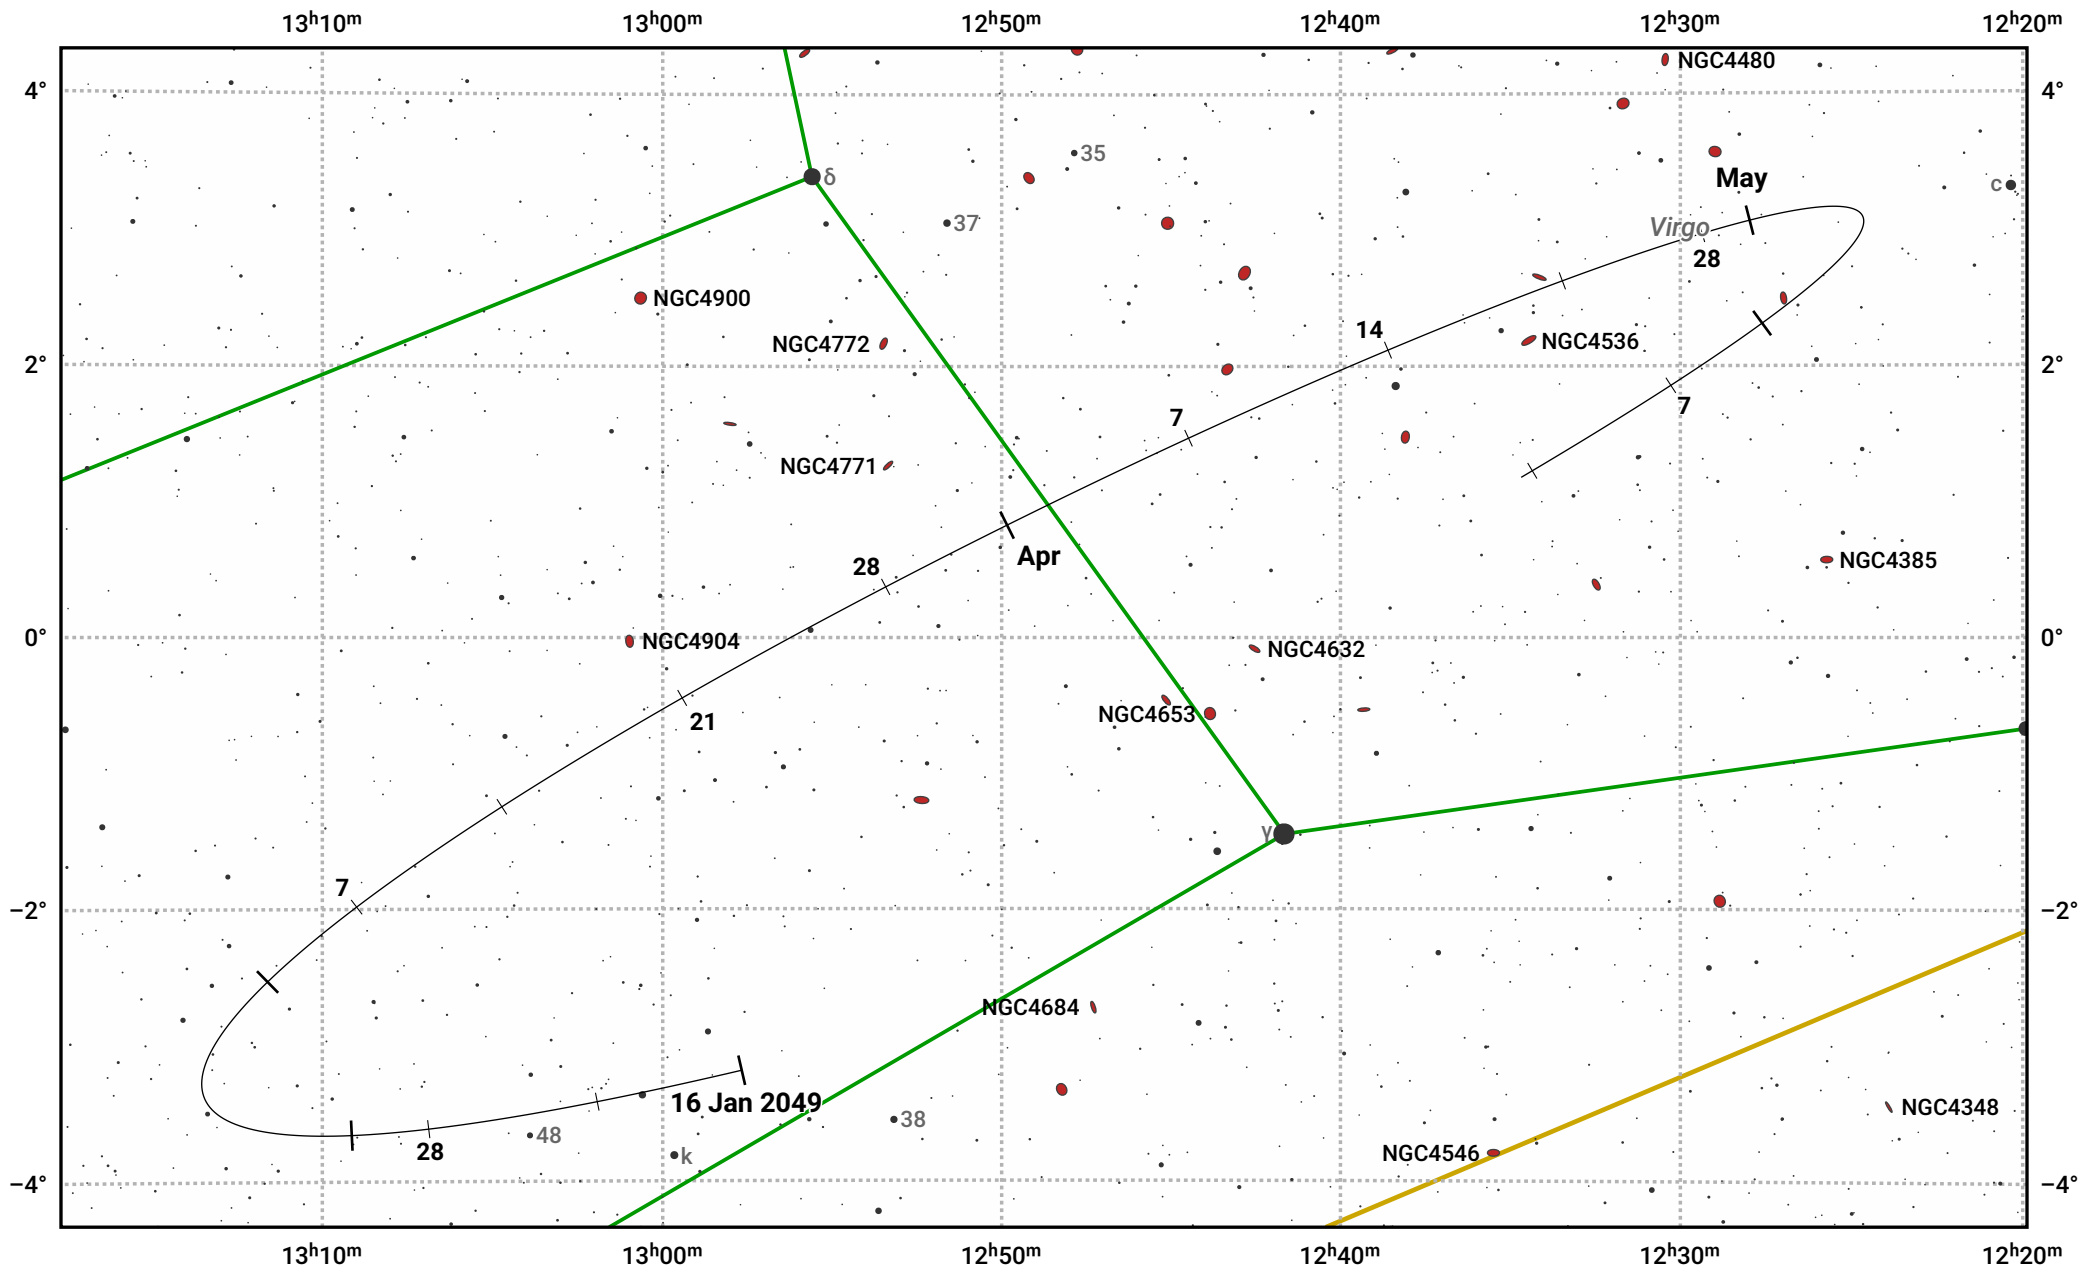 13ʰ10ᵐ 13ʰ00ᵐ 12ʰ50ᵐ 12ʰ40ᵐ 12ʰ30ᵐ 12ʰ20ᵐ
NGC4480
4° 4°
35
δ
May
c
37
Virgo
28
NGC4900
14
NGC4772
NGC4536
2° 2°
7
7
NGC4771
Apr
28
NGC4385
0° 0°
NGC4904
NGC4632
NGC4653
21
γ
7
−2° −2°
NGC4684
16 Jan 2049
NGC4348
38
48
28
k
NGC4546
−4° −4°
13ʰ10ᵐ 13ʰ00ᵐ 12ʰ50ᵐ 12ʰ40ᵐ 12ʰ30ᵐ 12ʰ20ᵐ